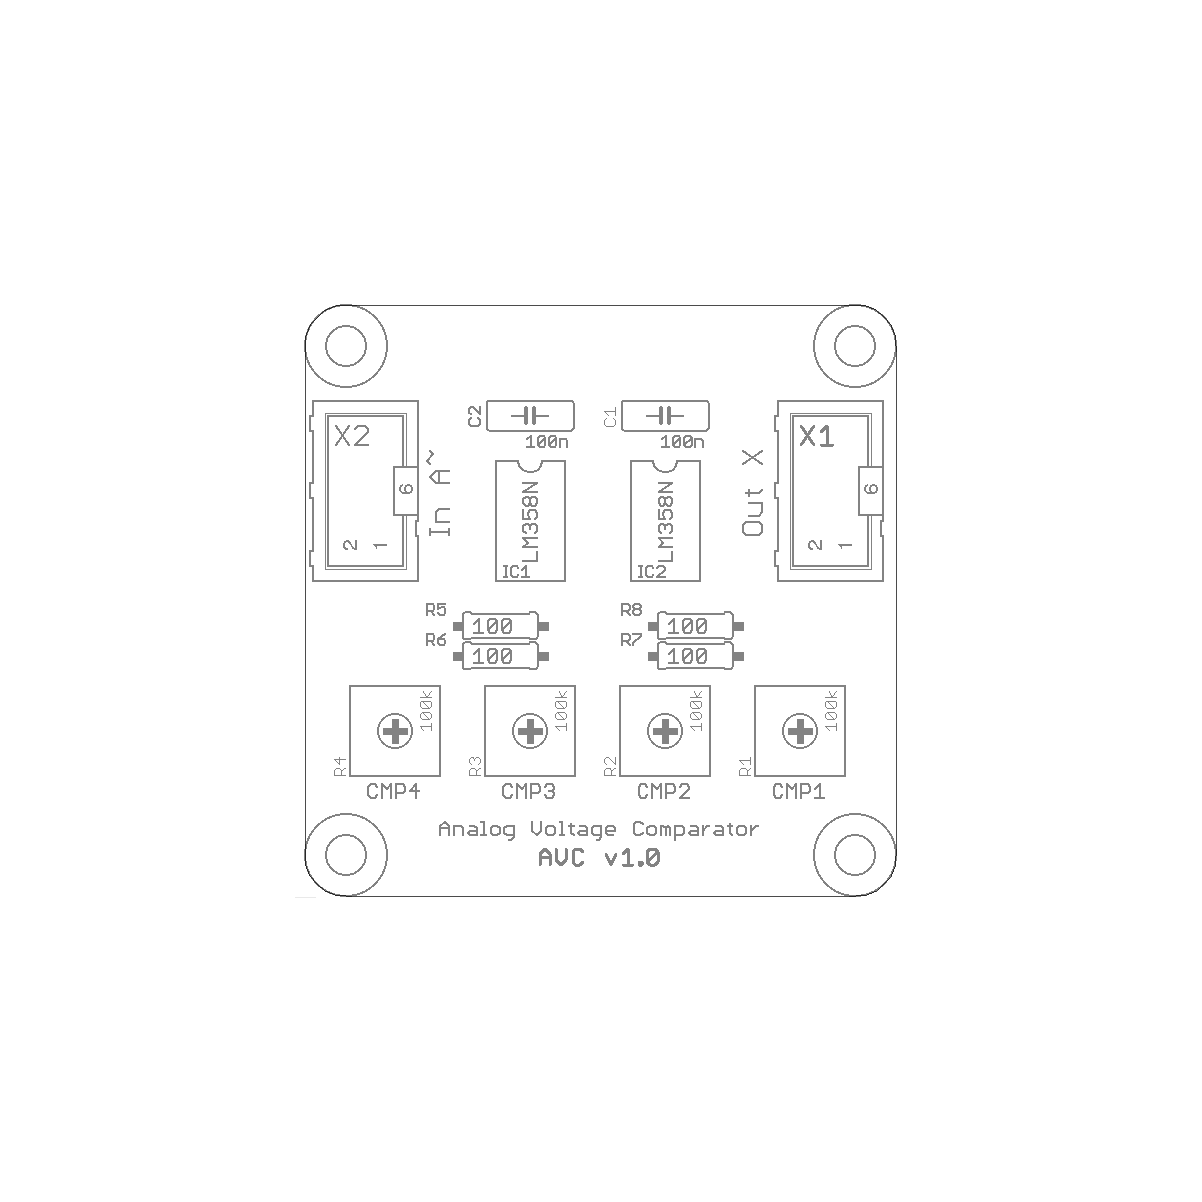 C2
100n
C1
100n
X2
6
2 1
In A~
LM358N
IC1
LM358N
IC2
Out X
X1
6
2 1
R5
100
R6
100
R8
100
R7
100
100k
R4
CMP4
100k
R3
CMP3
100k
R2
CMP2
100k
R1
CMP1
Analog Voltage Comparator
AVC v1.0